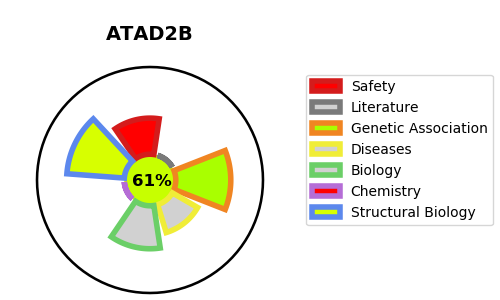 ATAD2B
61%
Safety
Literature
Genetic Association
Diseases
Biology
Chemistry
Structural Biology